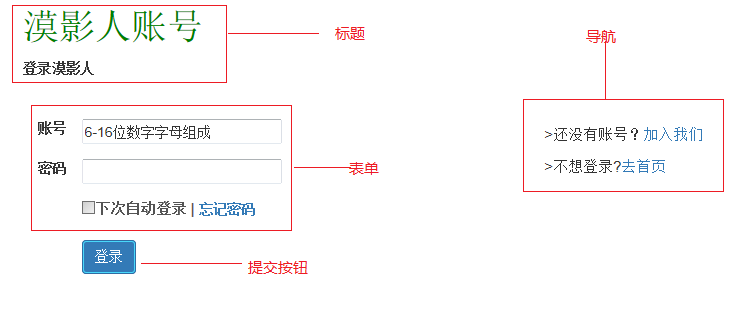 漠影人账号
标题
登录漠影人
导航
账号 6-16位数字字母组成
密码
表单
下次自动登录 | 忘记密码
>还没有账号？加入我们
>不想登录?去首页
登录
提交按钮